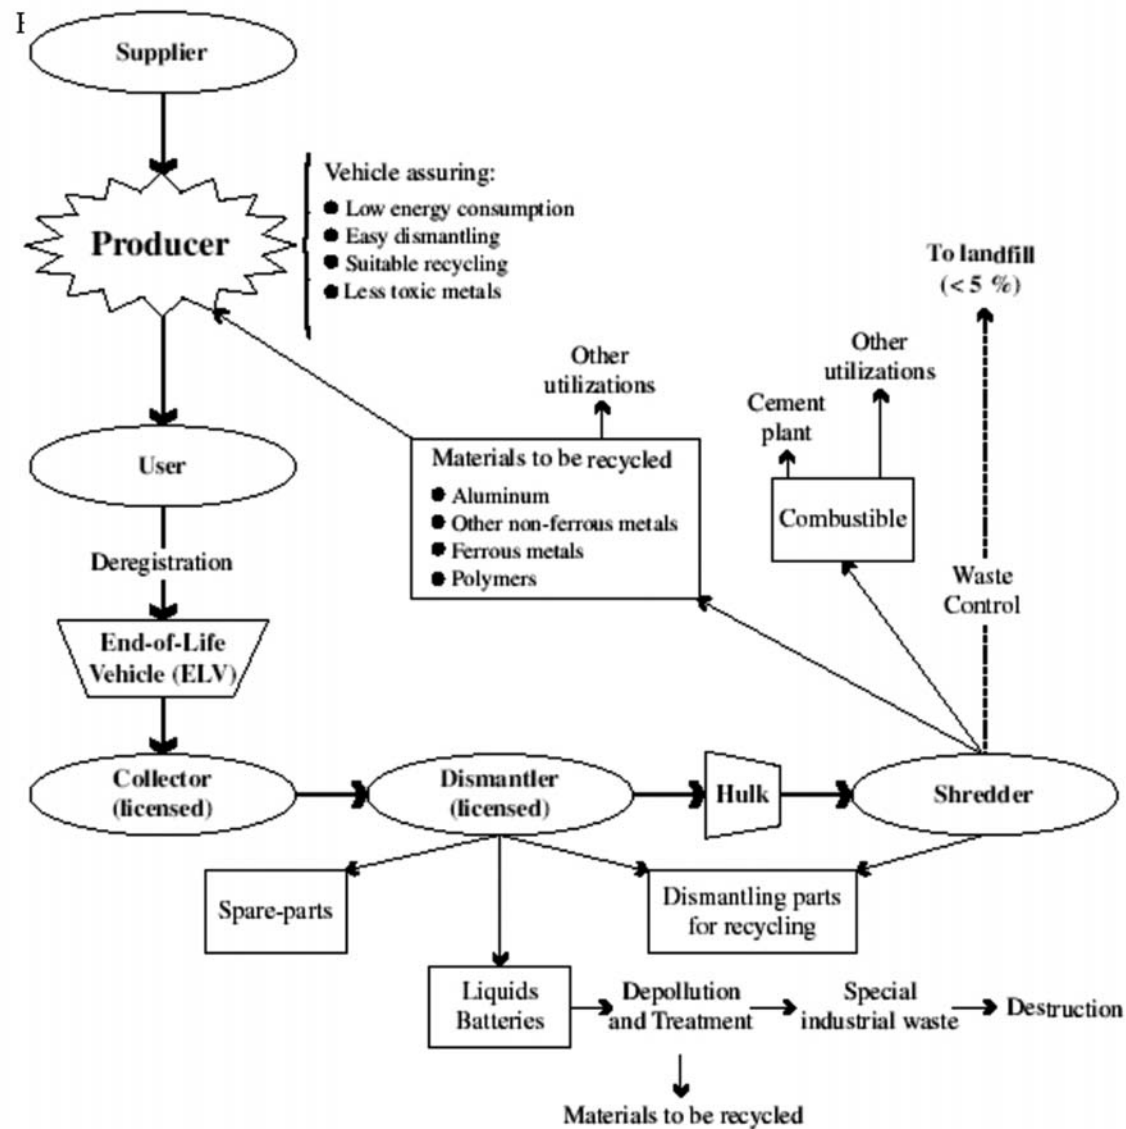 Supplier
Producer
Vehicle assuring:
● Low energy consumption
● Easy dismantling
● Suitable recycling
● Less toxic metals
To landfill
(< 5 %)
Other
utilizations
Other
utilizations
Cement
plant
User
Materials to be recycled
● Aluminum
● Other non-ferrous metals
● Ferrous metals
● Polymers
Combustible
Deregistration
Waste
Control
End-of-Life
Vehicle (ELV)
Collector
(licensed)
Dismantler
(licensed)
Hulk
Shredder
Spare-parts
Dismantling parts
for recycling
Liquids
Batteries
Depollution
and Treatment
Special
industrial waste
Destruction
Materials to be recycled